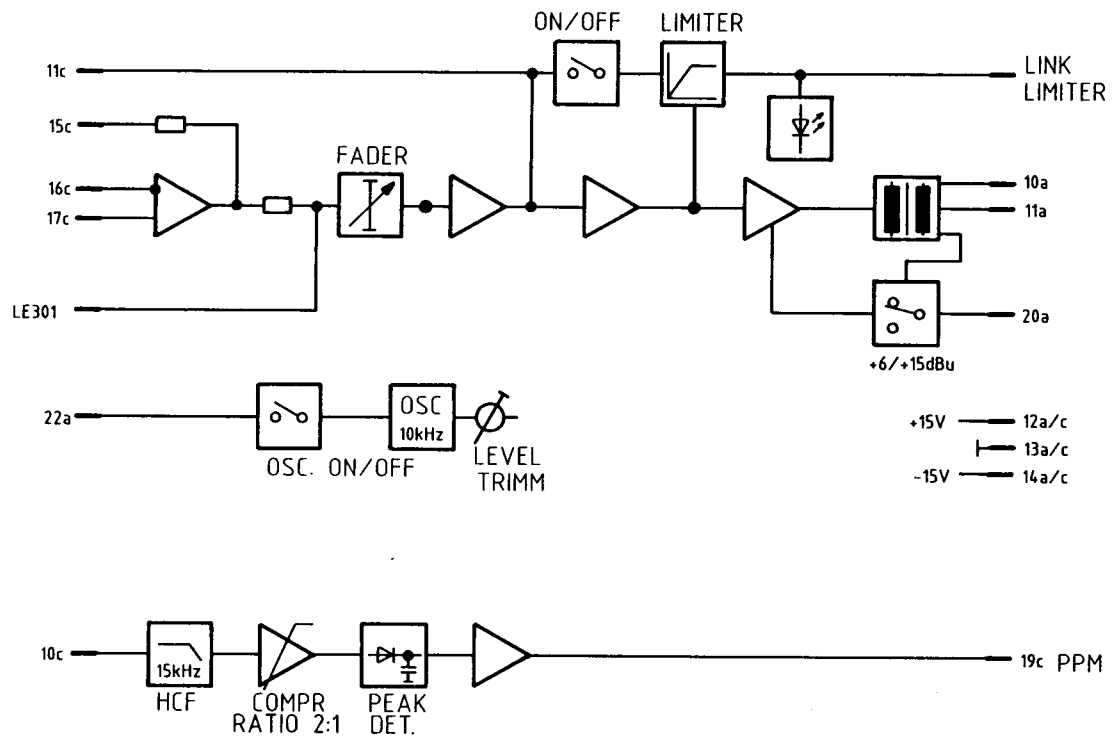 ON/OFF
LIMITER
11c
LINK
LIMITER
15c
FADER
16c
17c
10a
11a
LE301
20a
+6/+15dBu
22a
OSC
10kHz
OSC. ON/OFF
LEVEL
TRIMM
+15V
12a/c
13a/c
-15V
14a/c
10c
15kHz
HCF
COMPR
RATIO 2:1
PEAK
DET.
19c PPM